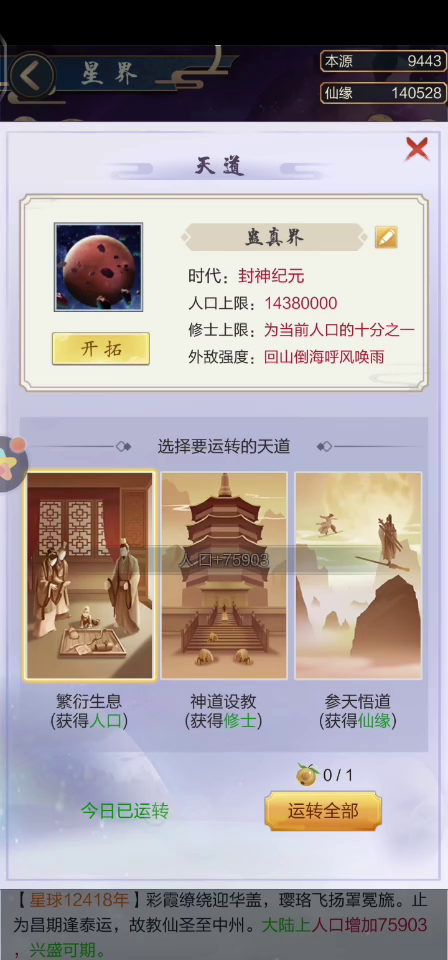 星界
本源 9443
仙缘 140528
天道
蛊真界
时代：封神纪元
人口上限：14380000
修士上限：为当前人口的十分之一
外敌强度：回山倒海呼风唤雨
开拓
选择要运转的天道
人口+75903
繁衍生息 神道设教 参天悟道
(获得人口) (获得修士) (获得仙缘)
0/1
今日已运转 运转全部
【星球12418年】彩霞缭绕迎华盖，璎珞飞扬罩冕旒。止
为昌期逢泰运，故教仙圣至中州。大陆上人口增加75903
，兴盛可期。